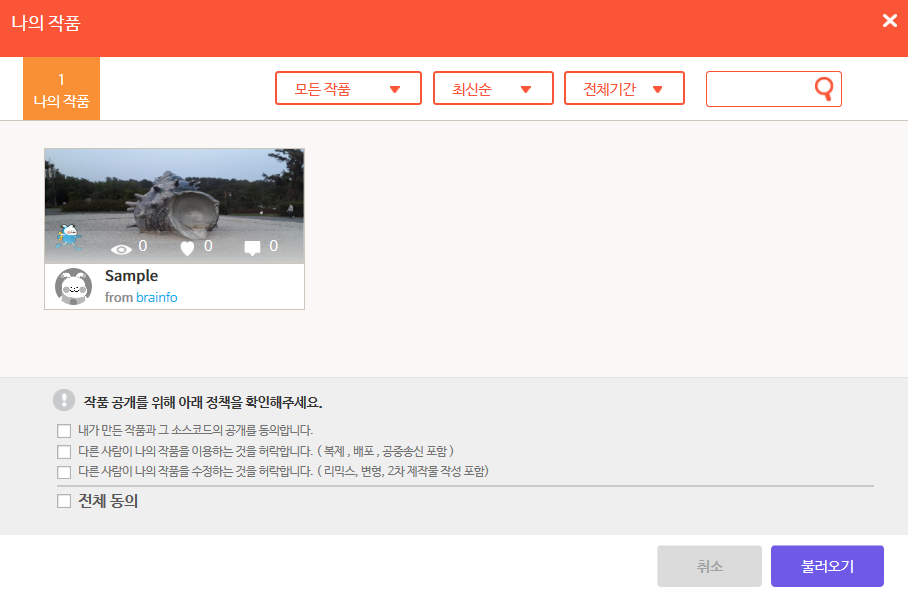 나의 작품
1
나의 작품
모든 작품
최신순
전체기간
0 0 0
Sample
from brainfo
작품 공개를 위해 아래 정책을 확인해주세요.
내가 만든 작품과 그 소스코드의 공개를 동의합니다.
다른 사람이 나의 작품을 이용하는 것을 허락합니다. ( 복제 , 배포 , 공중송신 포함 )
다른 사람이 나의 작품을 수정하는 것을 허락합니다. ( 리믹스, 변형, 2차 제작물 작성 포함)
전체 동의
취소
불러오기